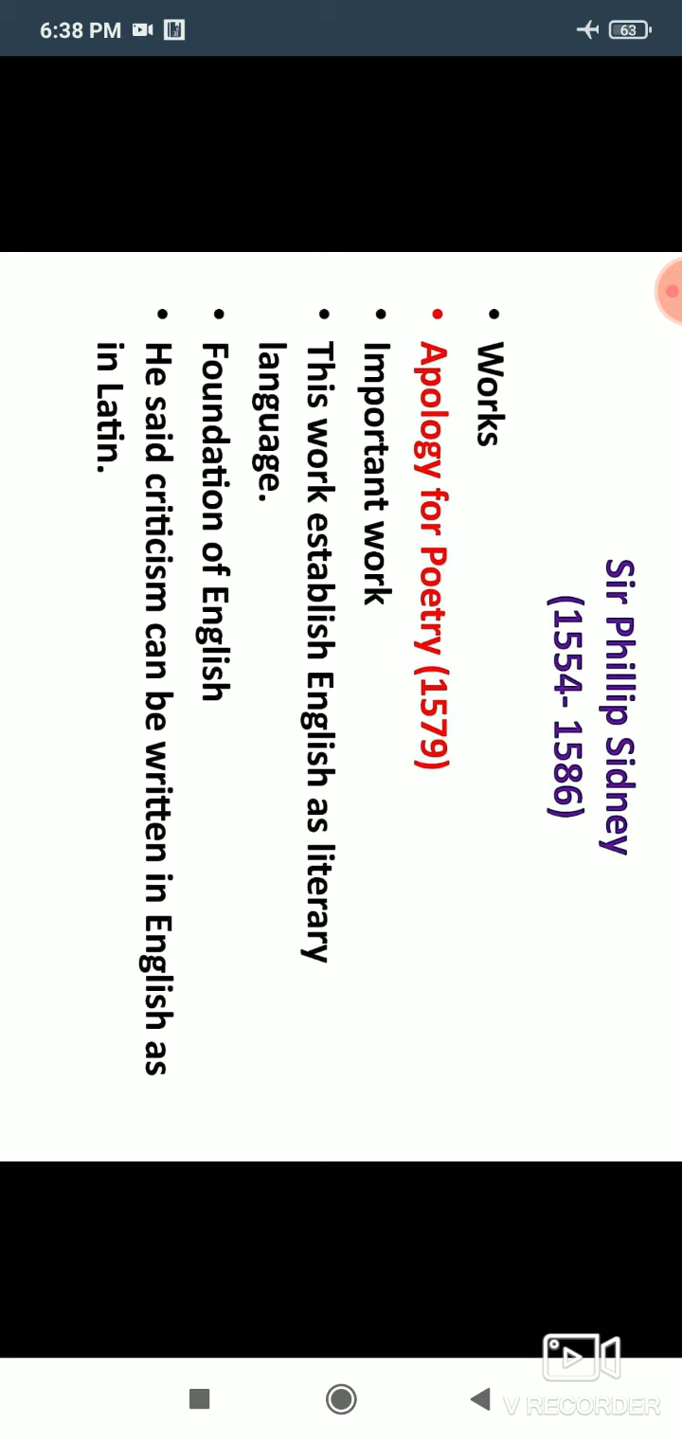 6:38 PM
63
Sir Phillip Sidney
(1554- 1586)
• Works
• Apology for Poetry (1579)
• Important work
• This work establish English as literary
language.
• Foundation of English
• He said criticism can be written in English as
in Latin.
V RECORDER